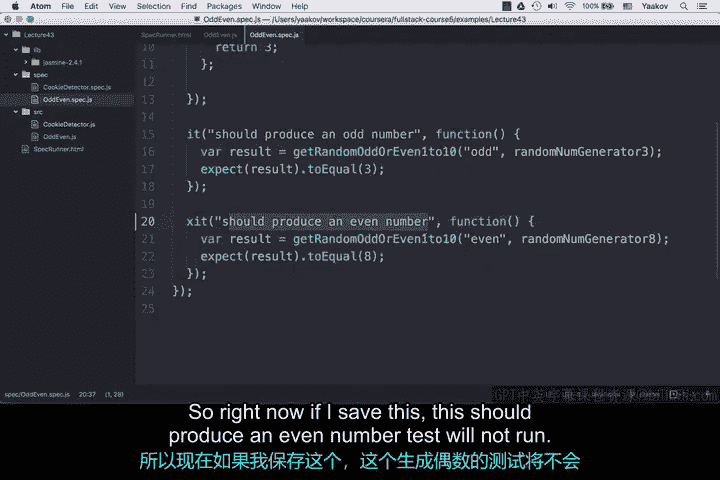 Atom File Edit View Selection Find Packages Window Help 100% Yaakov
OddEven.spec.js — /Users/yaakov/workspace/coursera/fullstack-course5/examples/Lecture43
Lecture43
lib
jasmine-2.4.1
spec
CookieDetector.spec.js
OddEven.spec.js
src
CookieDetector.js
OddEven.js
SpecRunner.html
SpecRunner.html OddEven.js OddEven.spec.js
10 return 3;
11 };
12
13 });
14
15 it("should produce an odd number", function() {
16 var result = getRandomOddOrEven1to10("odd", randomNumGenerator3);
17 expect(result).toEqual(3);
18 });
19
20 xit("should produce an even number", function() {
21 var result = getRandomOddOrEven1to10("even", randomNumGenerator8);
22 expect(result).toEqual(8);
23 });
24 });
25
spec/OddEven.spec.js 20:37 (1, 28)
So right now if I save this, this should
produce an even number test will not run.
所以现在如果我保存这个，这个生成偶数的测试将不会